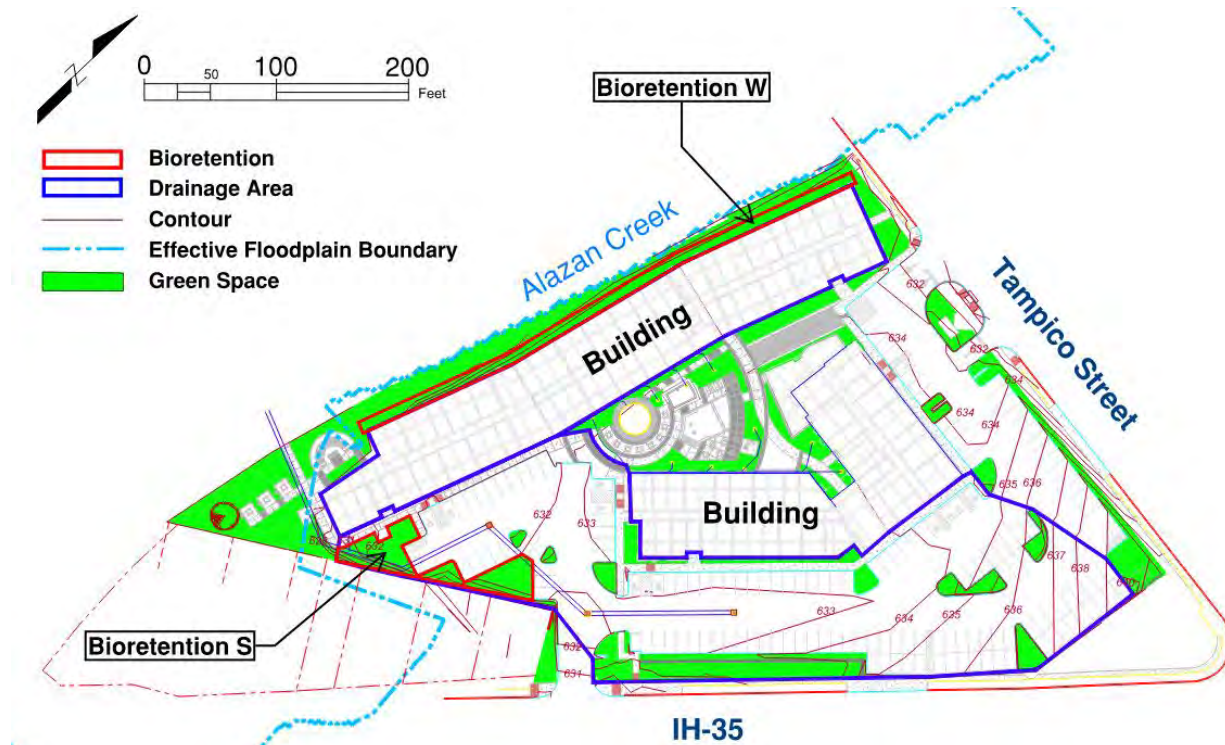 N
0
50
100
200
Feet
Bioretention
Drainage Area
Contour
Effective Floodplain Boundary
Green Space
Bioretention W
Alazan Creek
Building
Tampico Street
632
634
632
634
634
634
635
636
Building
632
633
632
637
638
633
634
635
636
Bioretention S
632
631
IH-35